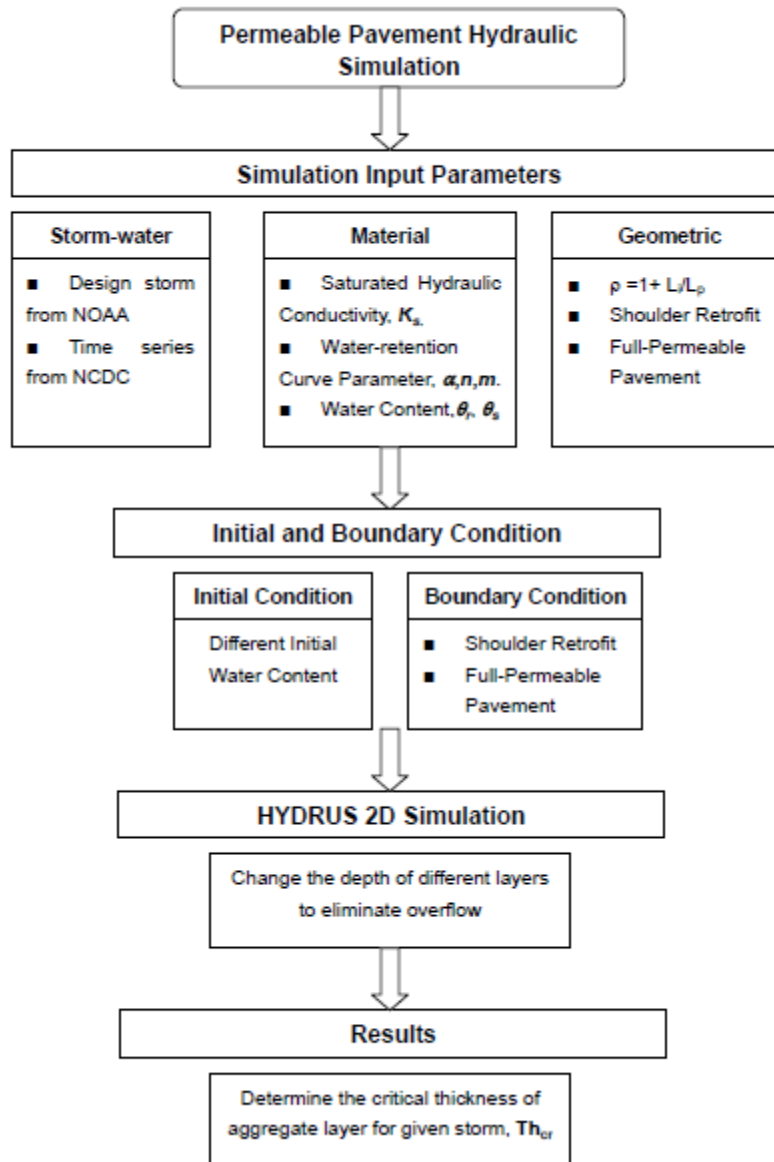 Permeable Pavement Hydraulic
Simulation
Simulation Input Parameters
Storm-water
■ Design storm
from NOAA
■ Time series
from NCDC
Material
■ Saturated Hydraulic
Conductivity, Ks.
■ Water-retention
Curve Parameter, α,n,m.
■ Water Content,θr, θs
Geometric
■ ρ =1+ Li/Lp
■ Shoulder Retrofit
■ Full-Permeable
Pavement
Initial and Boundary Condition
Initial Condition
Different Initial
Water Content
Boundary Condition
■ Shoulder Retrofit
■ Full-Permeable
Pavement
HYDRUS 2D Simulation
Change the depth of different layers
to eliminate overflow
Results
Determine the critical thickness of
aggregate layer for given storm, Thcr